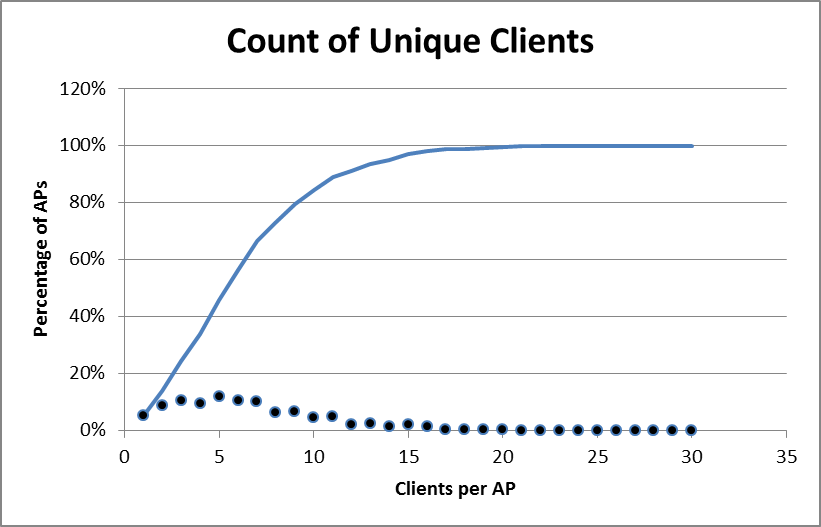 Count of Unique Clients
120%
100%
80%
60%
40%
20%
0%
Percentage of APs
0 5 10 15 20 25 30 35
Clients per AP